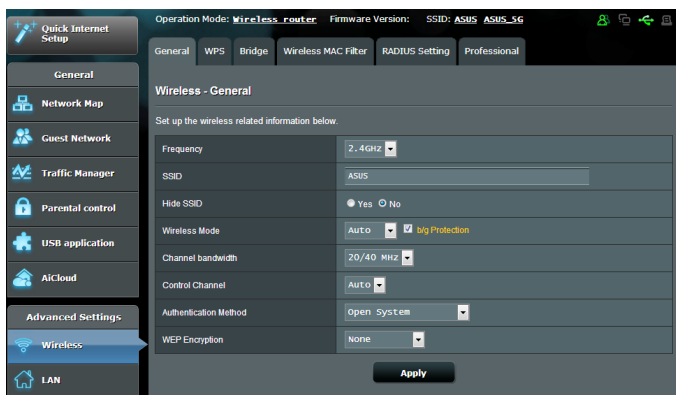 Quick Internet
Setup
Operation Mode: Wireless router Firmware Version: SSID: ASUS ASUS_5G
General WPS Bridge Wireless MAC Filter RADIUS Setting Professional
General
Network Map
Guest Network
Traffic Manager
Parental control
USB application
AiCloud
Advanced Settings
Wireless
LAN
Wireless - General
Set up the wireless related information below.
Frequency 2.4GHz
SSID ASUS
Hide SSID Yes No
Wireless Mode Auto b/g Protection
Channel bandwidth 20/40 MHz
Control Channel Auto
Authentication Method Open System
WEP Encryption None
Apply